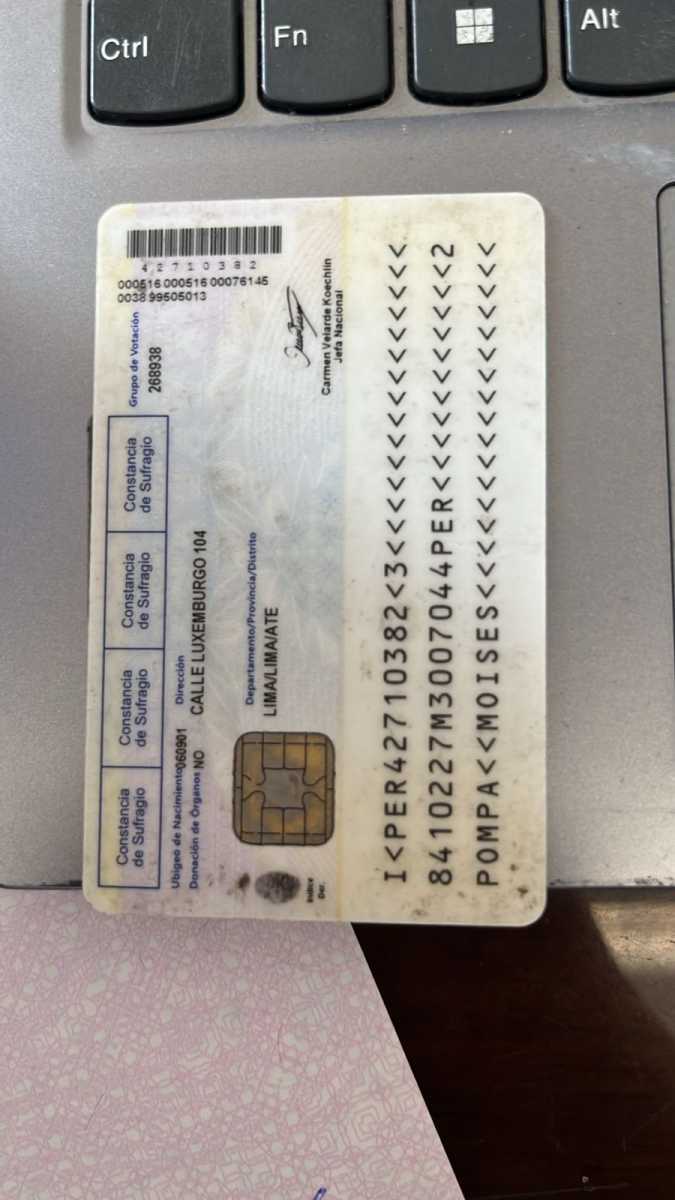 Ctrl
Fn
Alt
42710382
000516 000516 00076145
0038 99505013
Grupo de Votación
268938
Constancia
de Sufragio
Constancia
de Sufragio
Constancia
de Sufragio
Constancia
de Sufragio
Ubigeo de Nacimiento 060901
Donación de Órganos NO
Dirección
CALLE LUXEMBURGO 104
Departamento/Provincia/Distrito
LIMA/LIMA/ATE
Carmen Velarde Koechlin
Jefa Nacional
Indice
Der.
I<PER42710382<3<<<<<<<<<<<<<<<
8410227M3007044PER<<<<<<<<<<<2
POMPA<<MOISES<<<<<<<<<<<<<<<<<